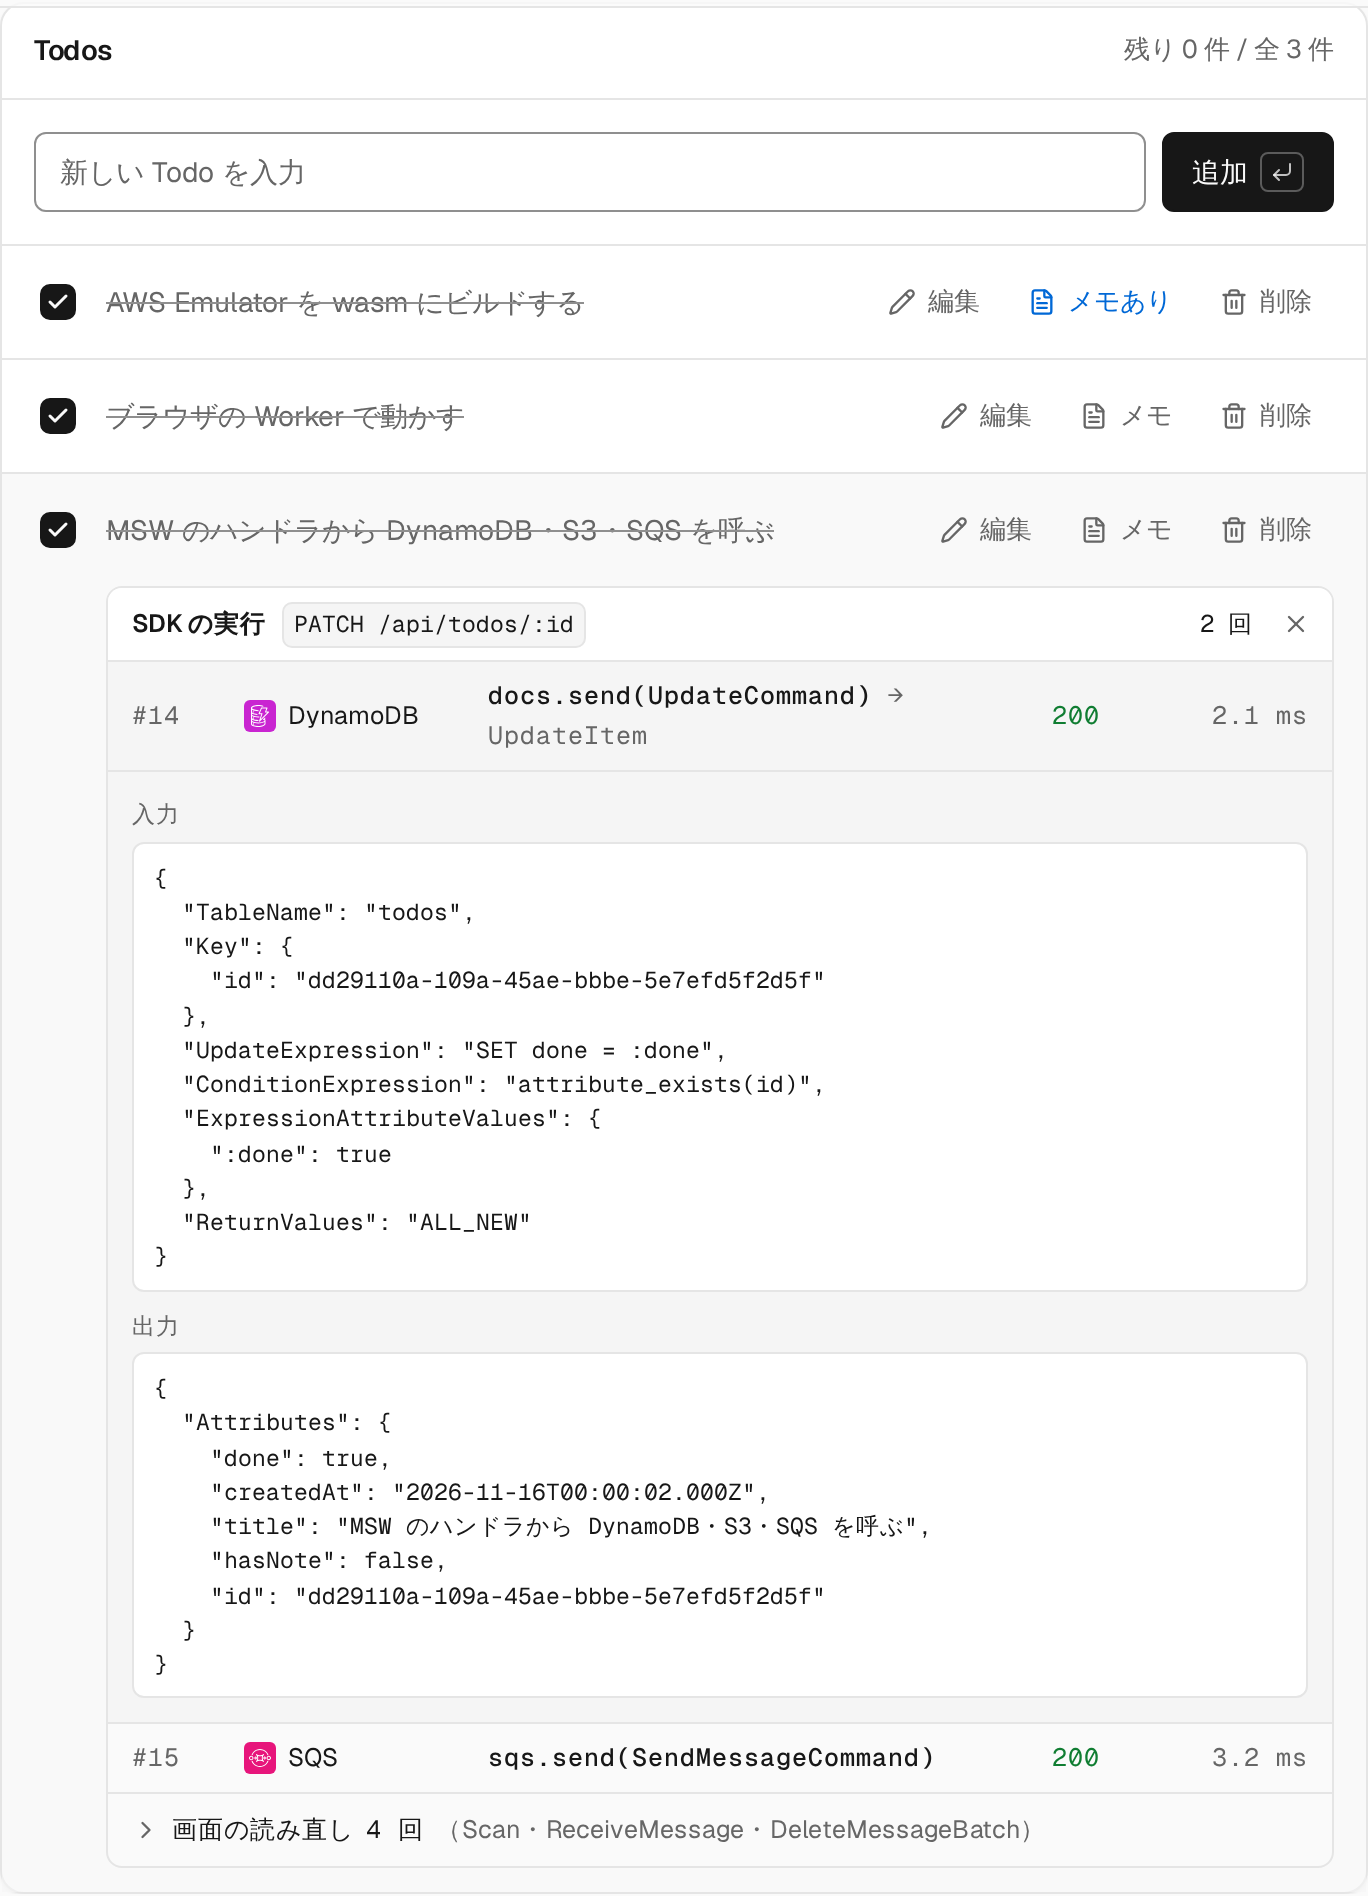 Todos
残り 0 件 / 全 3 件
新しい Todo を入力
追加
AWS Emulator を wasm にビルドする
編集
メモあり
削除
ブラウザの Worker で動かす
編集
メモ
削除
MSW のハンドラから DynamoDB・S3・SQS を呼ぶ
編集
メモ
削除
SDK の実行
PATCH /api/todos/:id
2 回
#14
DynamoDB
docs.send(UpdateCommand) →
UpdateItem
200
2.1 ms
入力
{
  "TableName": "todos",
  "Key": {
    "id": "dd29110a-109a-45ae-bbbe-5e7efd5f2d5f"
  },
  "UpdateExpression": "SET done = :done",
  "ConditionExpression": "attribute_exists(id)",
  "ExpressionAttributeValues": {
    ":done": true
  },
  "ReturnValues": "ALL_NEW"
}
出力
{
  "Attributes": {
    "done": true,
    "createdAt": "2026-11-16T00:00:02.000Z",
    "title": "MSW のハンドラから DynamoDB・S3・SQS を呼ぶ",
    "hasNote": false,
    "id": "dd29110a-109a-45ae-bbbe-5e7efd5f2d5f"
  }
}
#15
SQS
sqs.send(SendMessageCommand)
200
3.2 ms
画面の読み直し 4 回 （Scan・ReceiveMessage・DeleteMessageBatch）